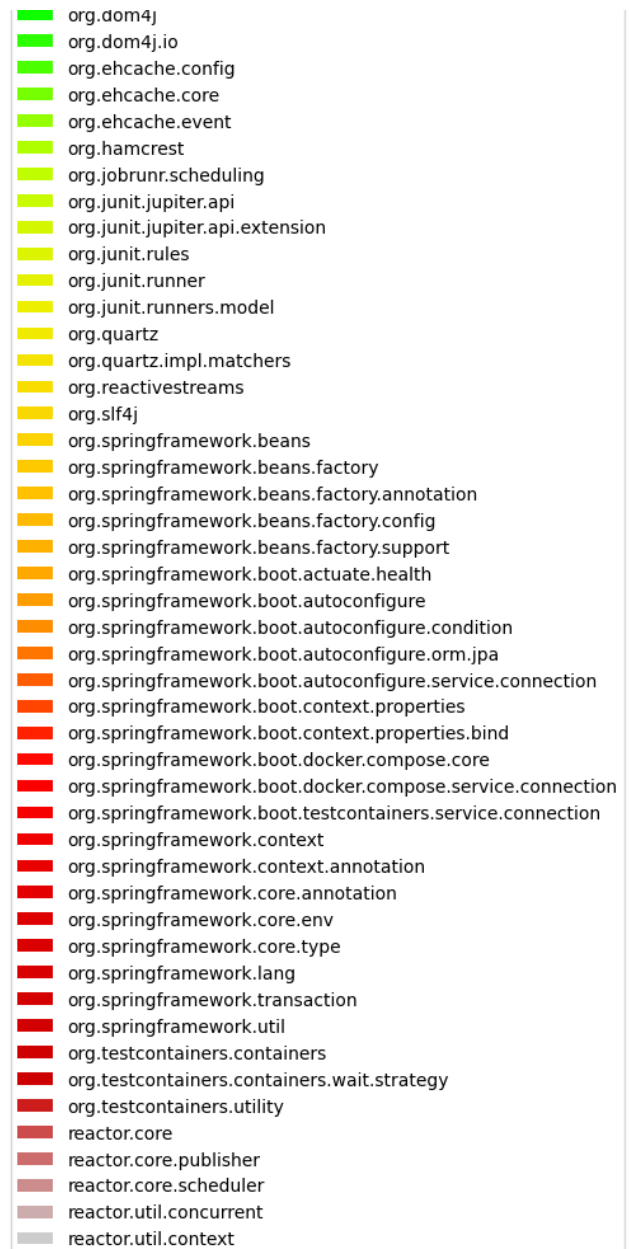 org.dom4j
org.dom4j.io
org.ehcache.config
org.ehcache.core
org.ehcache.event
org.hamcrest
org.jobrunr.scheduling
org.junit.jupiter.api
org.junit.jupiter.api.extension
org.junit.rules
org.junit.runner
org.junit.runners.model
org.quartz
org.quartz.impl.matchers
org.reactivestreams
org.slf4j
org.springframework.beans
org.springframework.beans.factory
org.springframework.beans.factory.annotation
org.springframework.beans.factory.config
org.springframework.beans.factory.support
org.springframework.boot.actuate.health
org.springframework.boot.autoconfigure
org.springframework.boot.autoconfigure.condition
org.springframework.boot.autoconfigure.orm.jpa
org.springframework.boot.autoconfigure.service.connection
org.springframework.boot.context.properties
org.springframework.boot.context.properties.bind
org.springframework.boot.docker.compose.core
org.springframework.boot.docker.compose.service.connection
org.springframework.boot.testcontainers.service.connection
org.springframework.context
org.springframework.context.annotation
org.springframework.core.annotation
org.springframework.core.env
org.springframework.core.type
org.springframework.lang
org.springframework.transaction
org.springframework.util
org.testcontainers.containers
org.testcontainers.containers.wait.strategy
org.testcontainers.utility
reactor.core
reactor.core.publisher
reactor.core.scheduler
reactor.util.concurrent
reactor.util.context